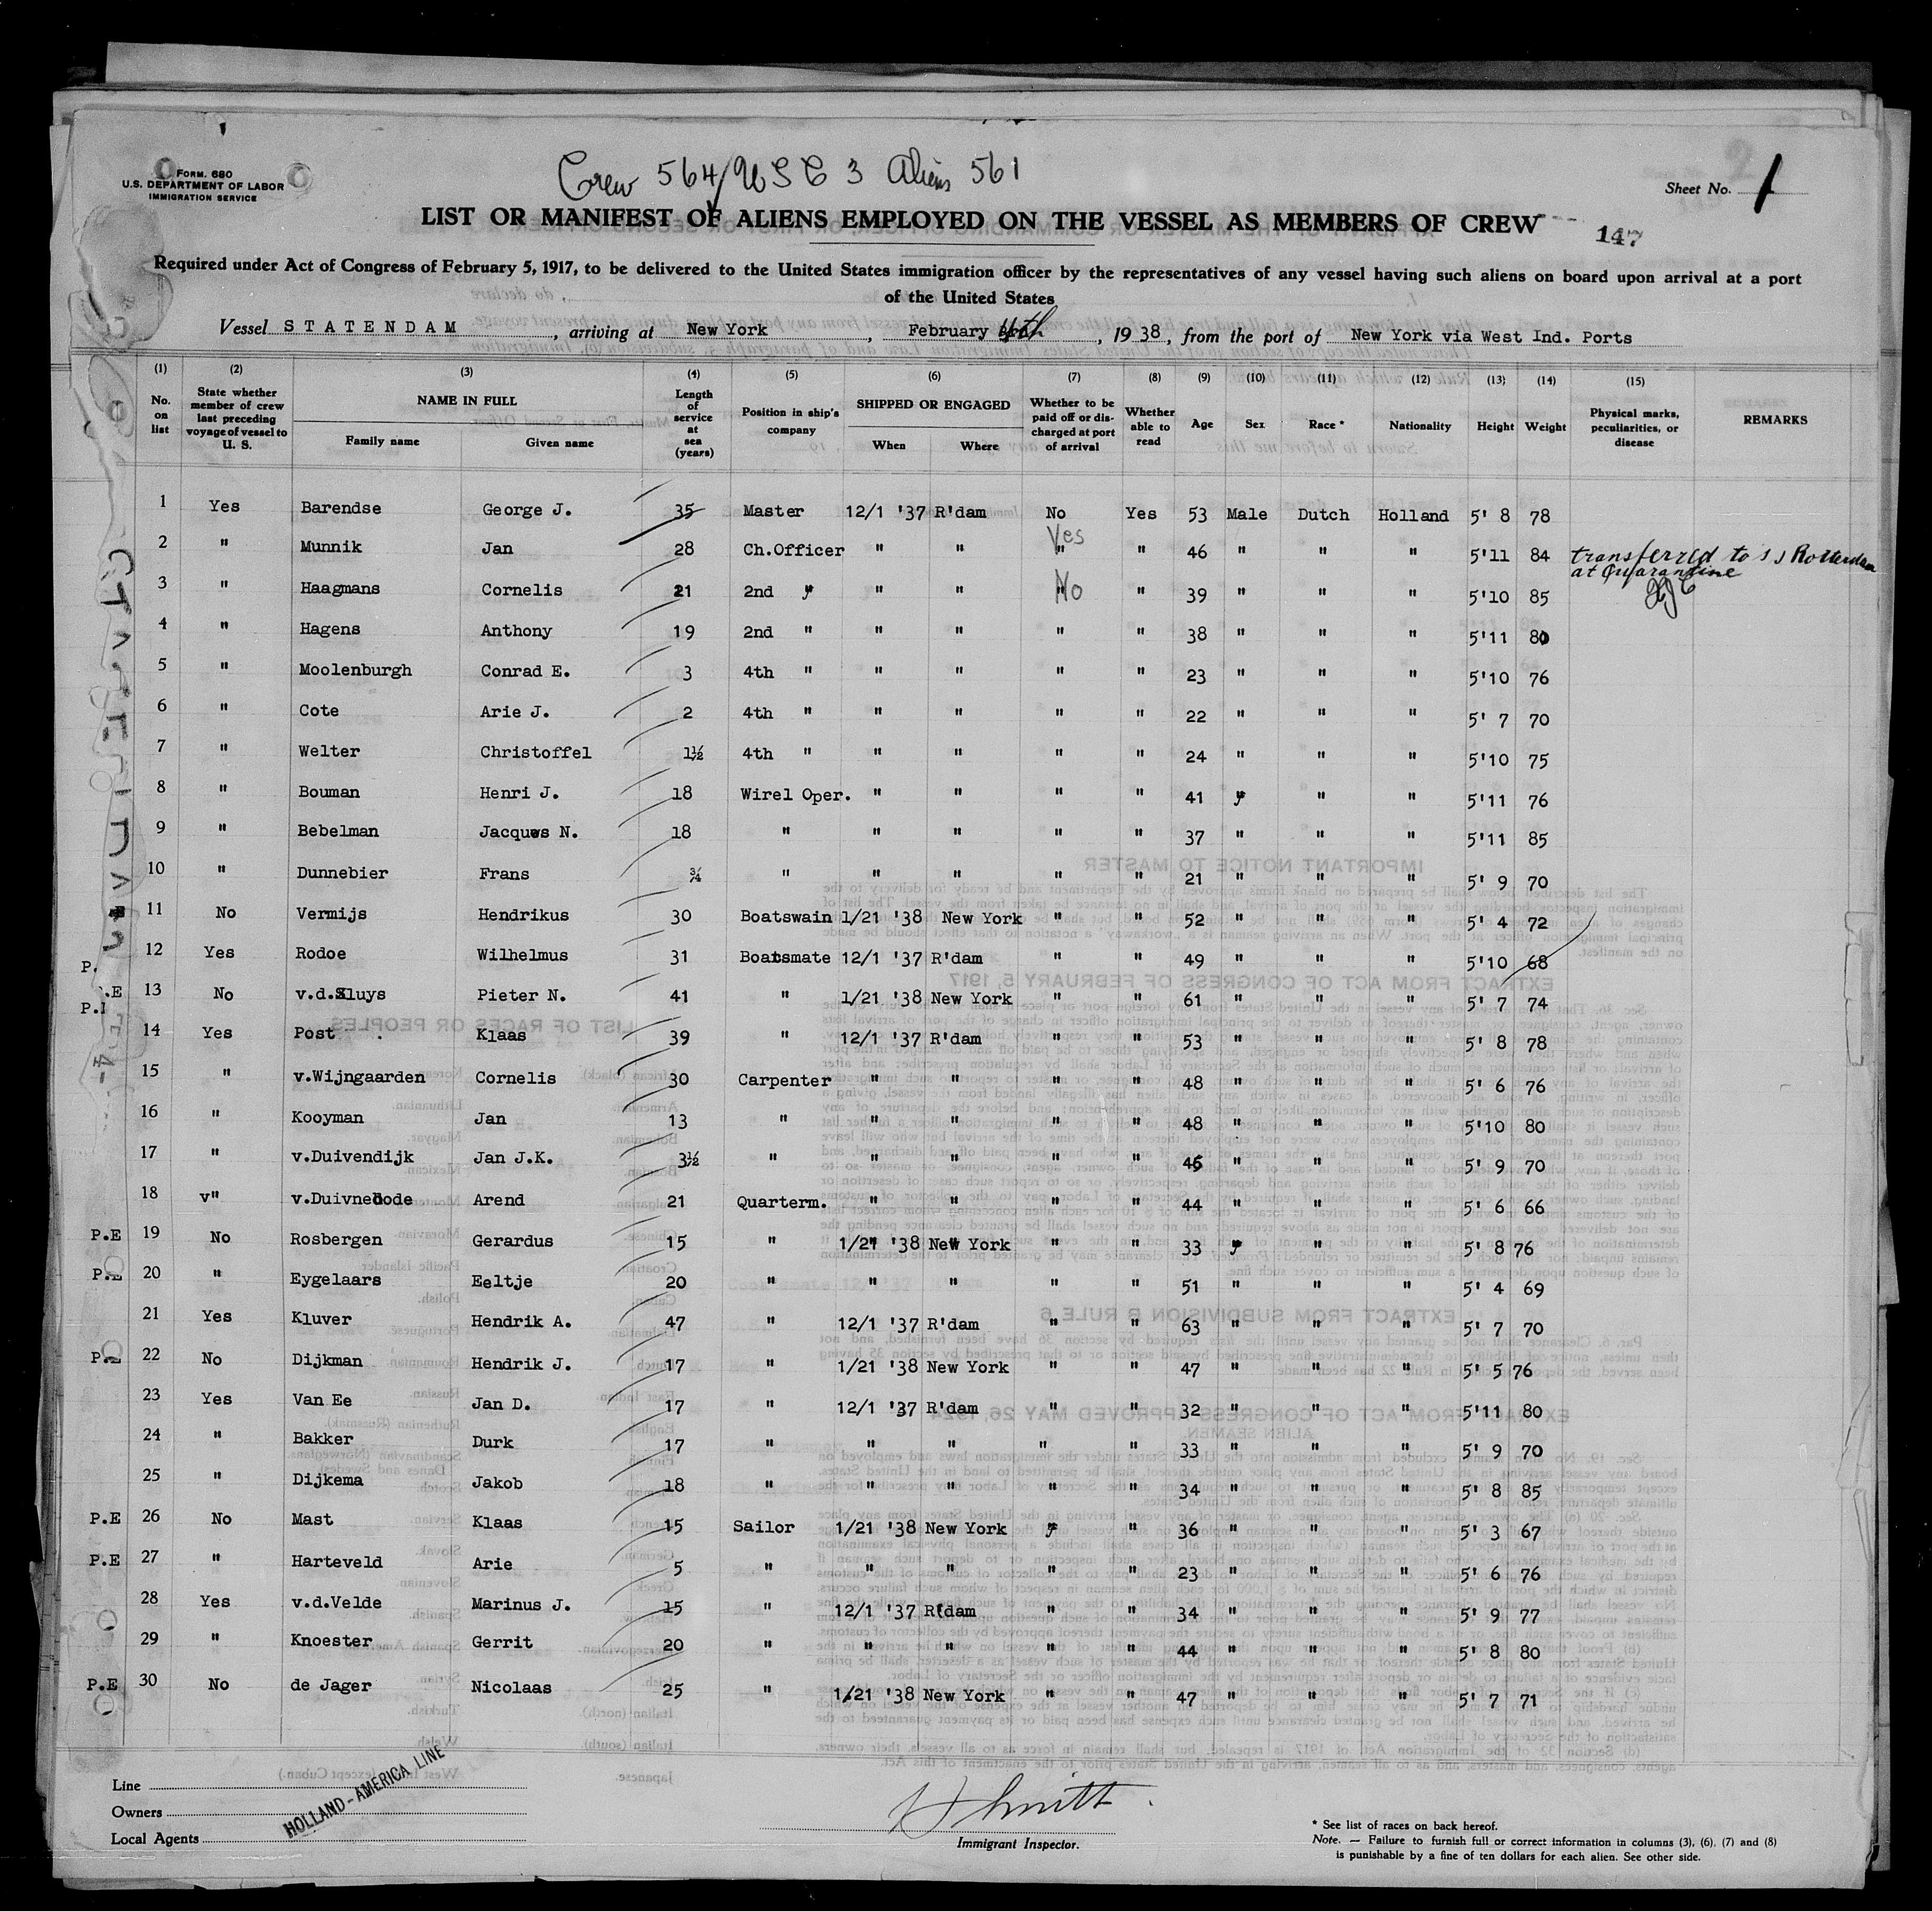 FORM. 680
U.S. DEPARTMENT OF LABOR
IMMIGRATION SERVICE
Crew 564/USC 3 Aliens 561
Sheet No. 1
LIST OR MANIFEST OF ALIENS EMPLOYED ON THE VESSEL AS MEMBERS OF CREW
147
Required under Act of Congress of February 5, 1917, to be delivered to the United States immigration officer by the representatives of any vessel having such aliens on board upon arrival at a port
of the United States
Vessel STATENDAM, arriving at New York, February 4th, 1938, from the port of New York via West Ind. Ports
(1) (2) (3) (4) (5) (6) (7) (8) (9) (10) (11) (12) (13) (14) (15)
No. on list State whether member of crew last preceding voyage of vessel to U. S. NAME IN FULL Family name Given name Length of service at sea (years) Position in ship's company SHIPPED OR ENGAGED When Where Whether to be paid off or discharged at port of arrival Whether able to read Age Sex Race * Nationality Height Weight Physical marks, peculiarities, or disease REMARKS
1 Yes Barendse George J. 35 Master 12/1 '37 R'dam No Yes 53 Male Dutch Holland 5' 8 78
2 " Munnik Jan 28 Ch.Officer " " Yes " 46 " " " 5'11 84 transferred to SS Rotterdam
at Quarantine
3 " Haagmans Cornelis 21 2nd " " " No " 39 " " " 5'10 85
4 " Hagens Anthony 19 2nd " " " " " 38 " " " 5'11 80
5 " Moolenburgh Conrad E. 3 4th " " " " " 23 " " " 5'10 76
6 " Cote Arie J. 2 4th " " " " " 22 " " " 5' 7 70
7 " Welter Christoffel 1½ 4th " " " " " 24 " " " 5'10 75
8 " Bouman Henri J. 18 Wirel Oper. " " " " 41 " " " 5'11 76
9 " Bebelman Jacques N. 18 " " " " " 37 " " " 5'11 85
10 " Dunnebier Frans ¾ " " " " " 21 " " " 5' 9 70
11 No Vermijs Hendrikus 30 Boatswain 1/21 '38 New York " " 52 " " " 5' 4 72
12 Yes Rodoe Wilhelmus 31 Boatsmate 12/1 '37 R'dam " " 49 " " " 5'10 68
13 No v.d.Sluys Pieter N. 41 " 1/21 '38 New York " " 61 " " " 5' 7 74
14 Yes Post Klaas 39 " 12/1 '37 R'dam " " 53 " " " 5' 8 78
15 " v.Wijngaarden Cornelis 30 Carpenter " " " " 48 " " " 5' 6 76
16 " Kooyman Jan 13 " " " " " 48 " " " 5'10 80
17 " v.Duivendijk Jan J.K. 3½ " " " " " 46 " " " 5' 9 70
18 v" v.Duivnebode Arend 21 Quarterm. " " " " 44 " " " 5' 6 66
P.E 19 No Rosbergen Gerardus 15 " 1/21 '38 New York " " 33 " " " 5' 8 76
20 " Eygelaars Eeltje 20 " " " " " 51 " " " 5' 4 69
21 Yes Kluver Hendrik A. 47 " 12/1 '37 R'dam " " 63 " " " 5' 7 70
22 No Dijkman Hendrik J. 17 " 1/21 '38 New York " " 47 " " " 5' 5 76
23 Yes Van Ee Jan D. 17 " 12/1 '37 R'dam " " 32 " " " 5'11 80
24 " Bakker Durk 17 " " " " " 33 " " " 5' 9 70
25 " Dijkema Jakob 18 " " " " " 34 " " " 5' 8 85
P.E 26 No Mast Klaas 15 Sailor 1/21 '38 New York " " 36 " " " 5' 3 67
P.E 27 " Harteveld Arie 5 " " " " " 23 " " " 5' 6 76
28 Yes v.d.Velde Marinus J. 15 " 12/1 '37 R'dam " " 34 " " " 5' 9 77
29 " Knoester Gerrit 20 " " " " " 44 " " " 5' 8 80
P.E 30 No de Jager Nicolaas 25 " 1/21 '38 New York " " 47 " " " 5' 7 71
Line
Owners
Local Agents
HOLLAND-AMERICA LINE
Immigrant Inspector.
* See list of races on back hereof.
Note. — Failure to furnish full or correct information in columns (3), (6), (7) and (8)
is punishable by a fine of ten dollars for each alien. See other side.